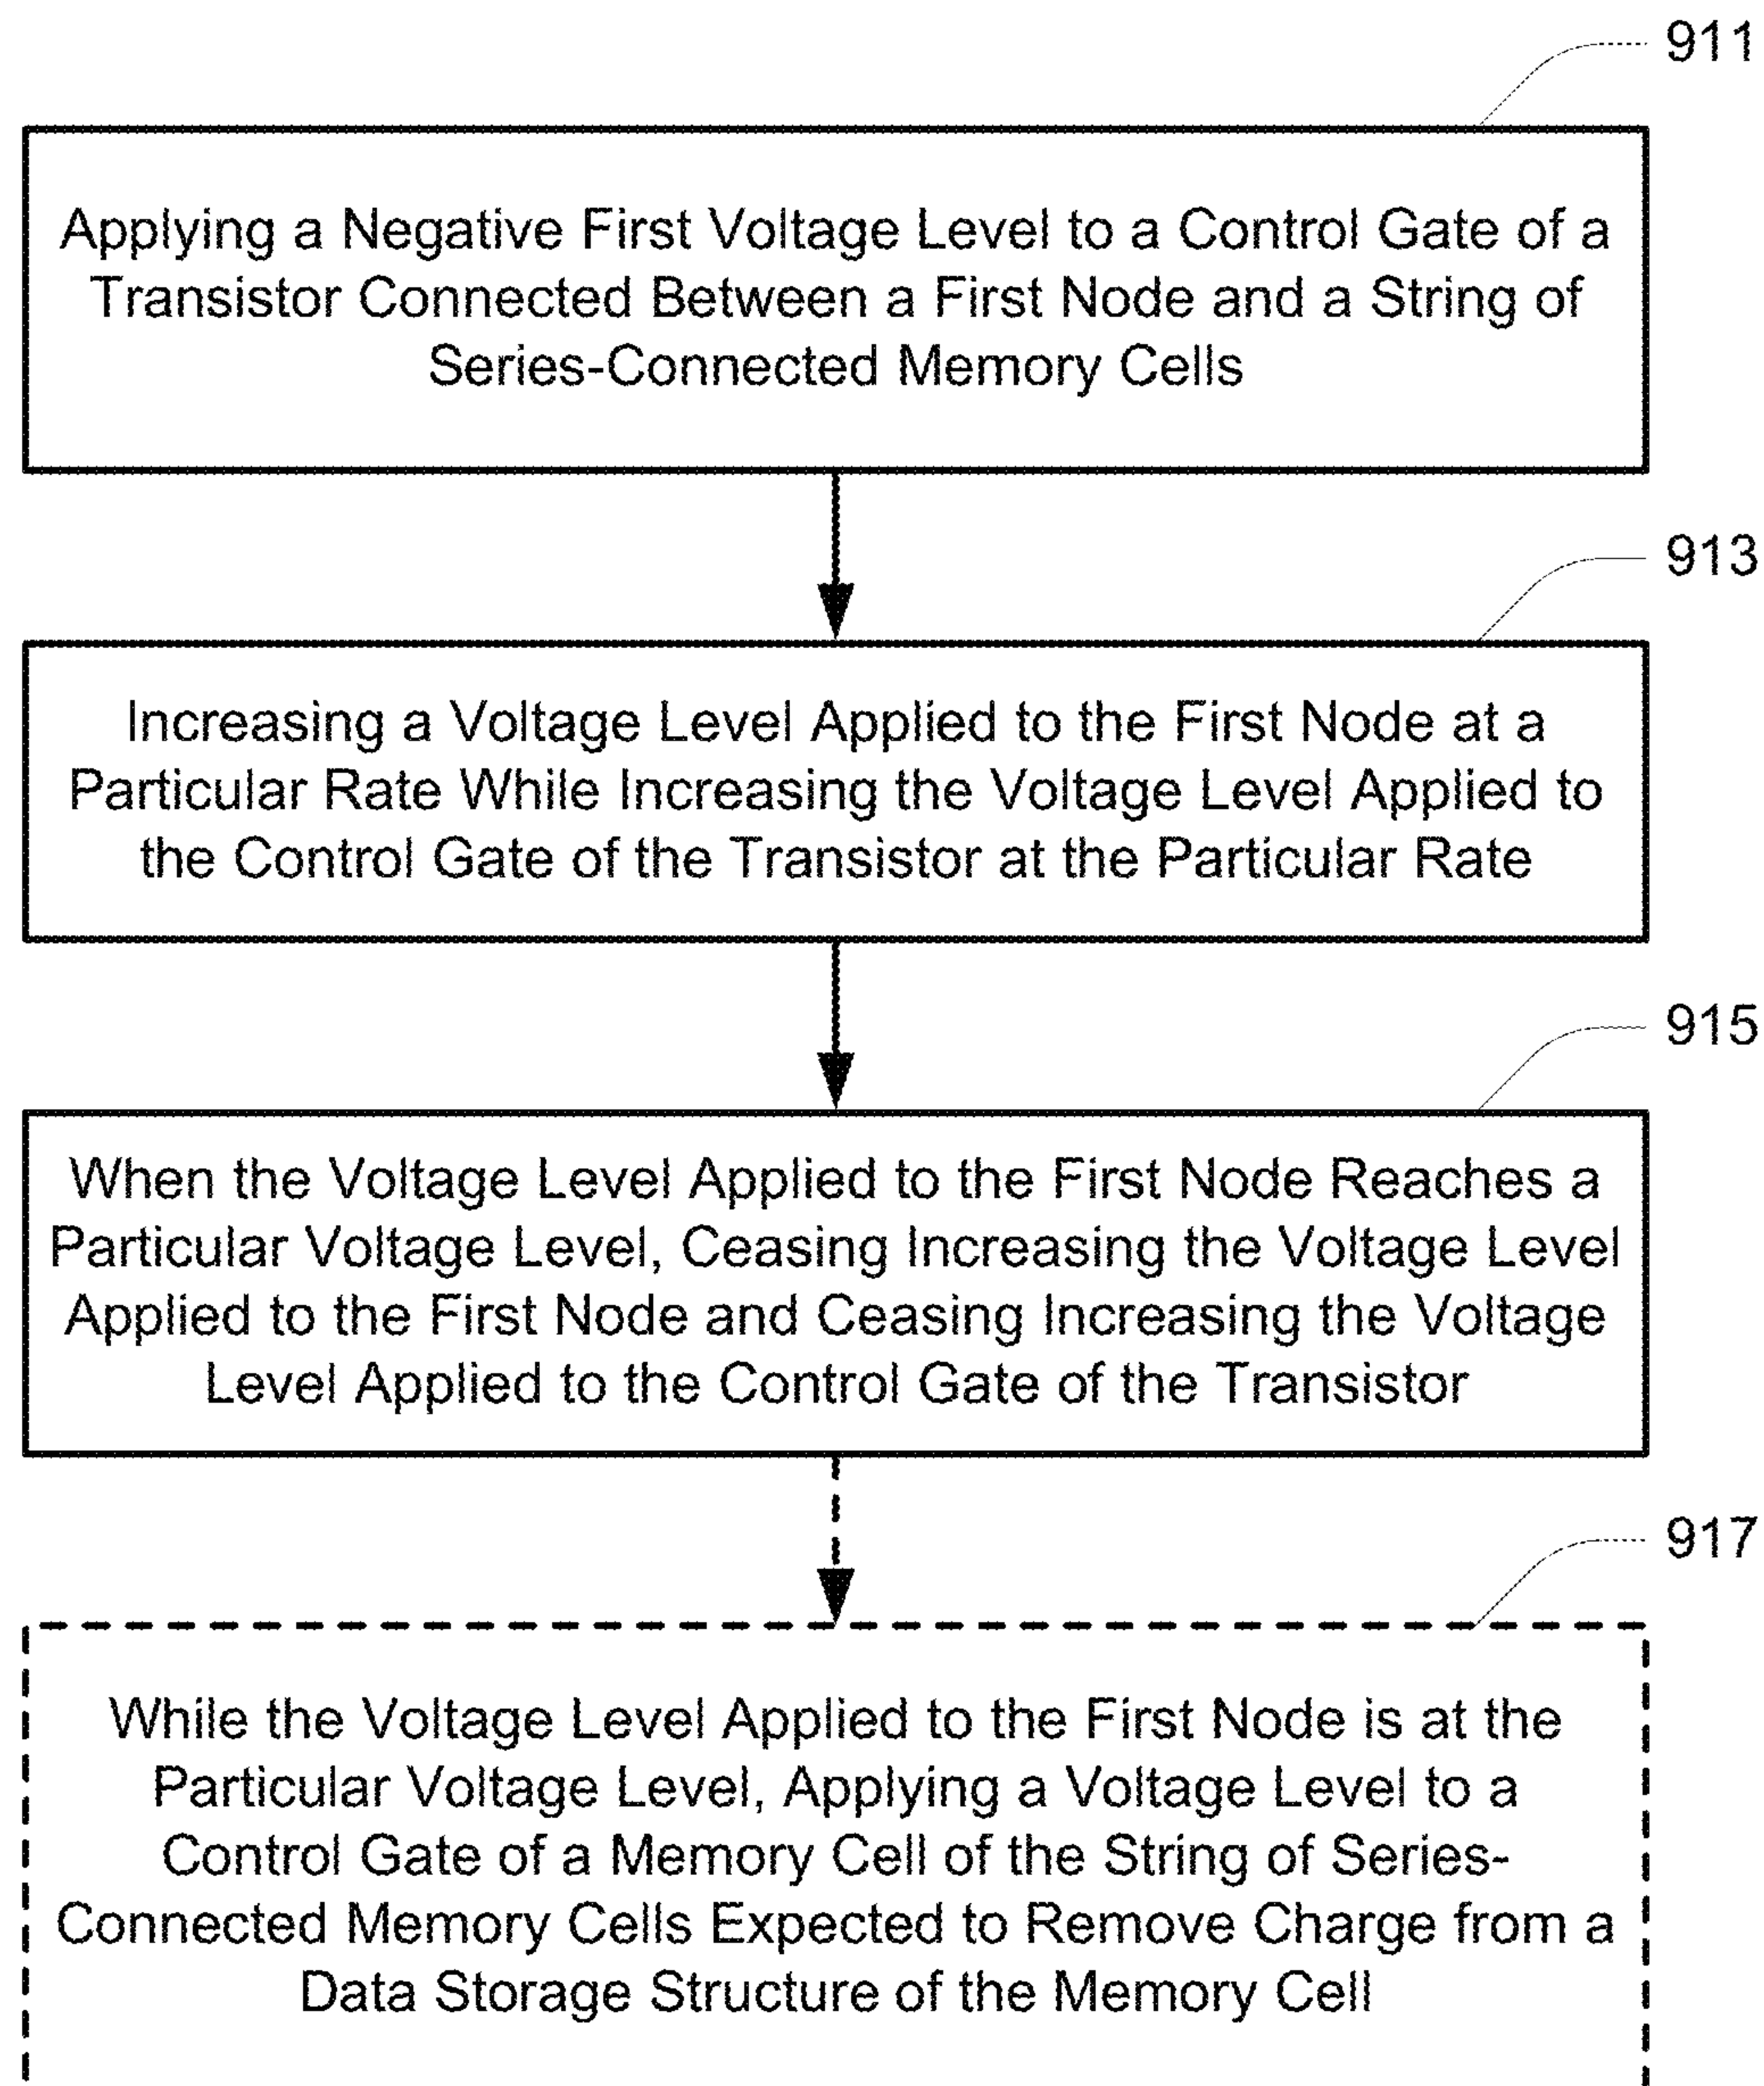 911
Applying a Negative First Voltage Level to a Control Gate of a
Transistor Connected Between a First Node and a String of
Series-Connected Memory Cells
913
Increasing a Voltage Level Applied to the First Node at a
Particular Rate While Increasing the Voltage Level Applied to
the Control Gate of the Transistor at the Particular Rate
915
When the Voltage Level Applied to the First Node Reaches a
Particular Voltage Level, Ceasing Increasing the Voltage Level
Applied to the First Node and Ceasing Increasing the Voltage
Level Applied to the Control Gate of the Transistor
917
While the Voltage Level Applied to the First Node is at the
Particular Voltage Level, Applying a Voltage Level to a
Control Gate of a Memory Cell of the String of Series-
Connected Memory Cells Expected to Remove Charge from a
Data Storage Structure of the Memory Cell